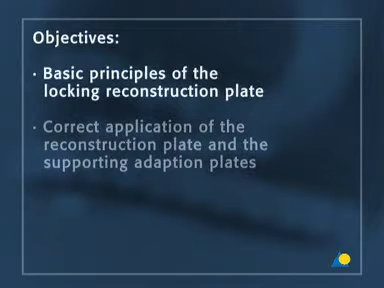 Objectives:
· Basic principles of the
locking reconstruction plate
· Correct application of the
reconstruction plate and the
supporting adaption plates